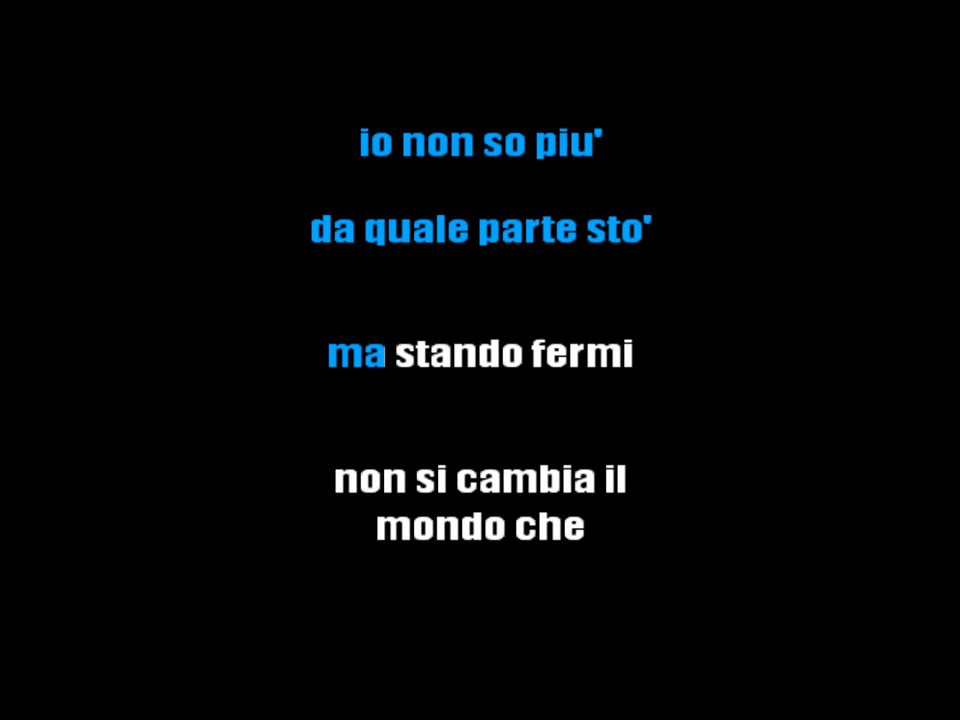 io non so piu'
da quale parte sto'
ma stando fermi
non si cambia il
mondo che